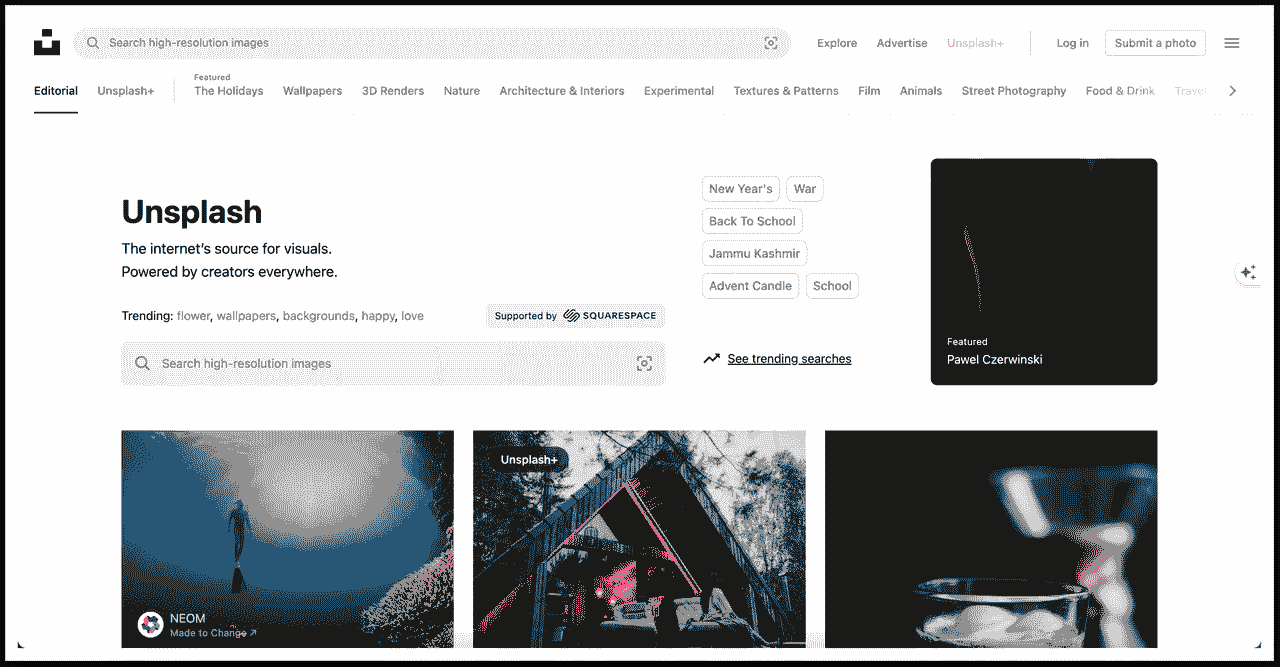 Search high-resolution images
Explore Advertise Unsplash+ Log in Submit a photo
Featured
Editorial Unsplash+ The Holidays Wallpapers 3D Renders Nature Architecture & Interiors Experimental Textures & Patterns Film Animals Street Photography Food & Drink Travel
Unsplash
The internet's source for visuals.
Powered by creators everywhere.
Trending: flower, wallpapers, backgrounds, happy, love
Supported by SQUARESPACE
Search high-resolution images
New Year's War
Back To School
Jammu Kashmir
Advent Candle School
See trending searches
Featured
Pawel Czerwinski
NEOM
Made to Change ↗
Unsplash+